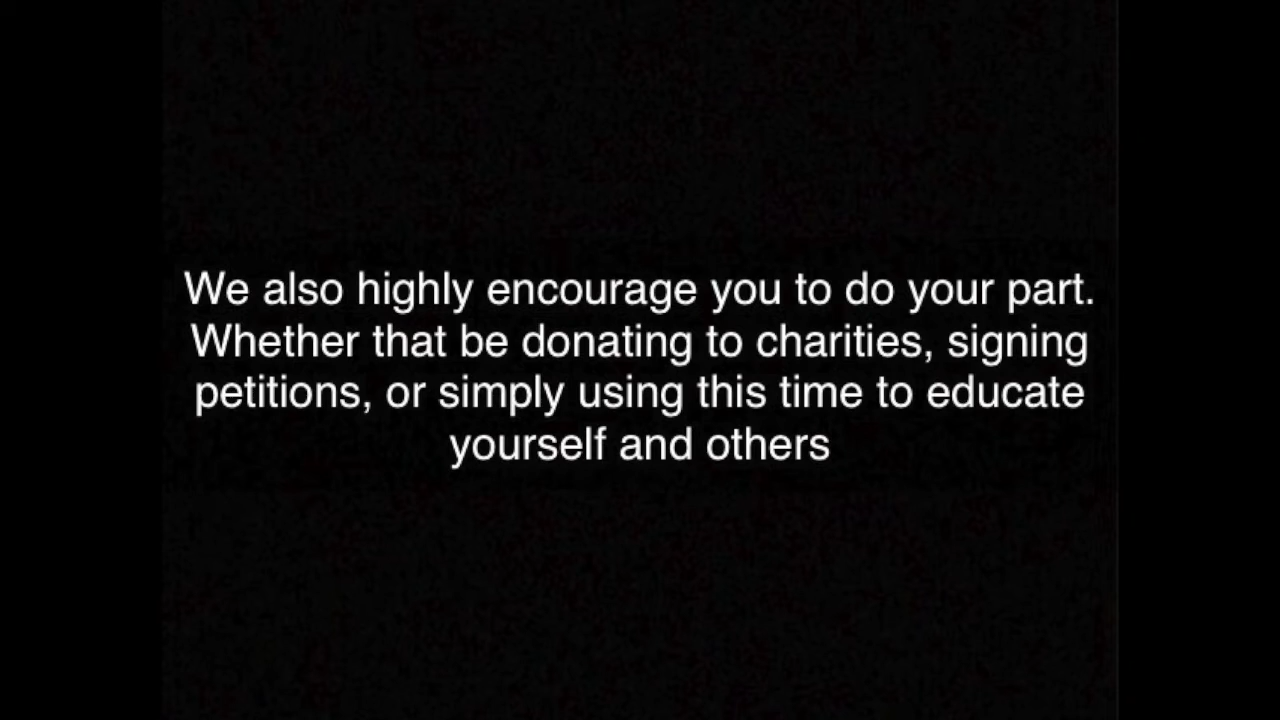 We also highly encourage you to do your part.
Whether that be donating to charities, signing
petitions, or simply using this time to educate
yourself and others